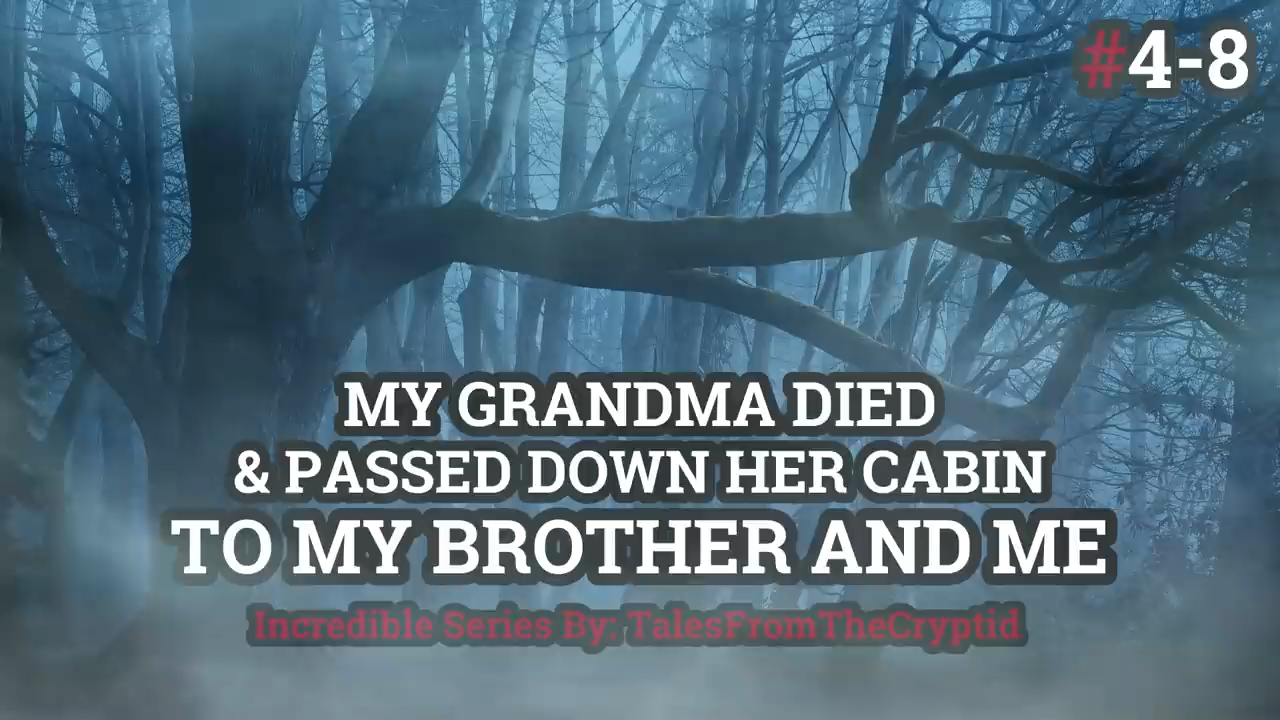 #4-8
MY GRANDMA DIED
& PASSED DOWN HER CABIN
TO MY BROTHER AND ME
Incredible Series By: TalesFromTheCryptid